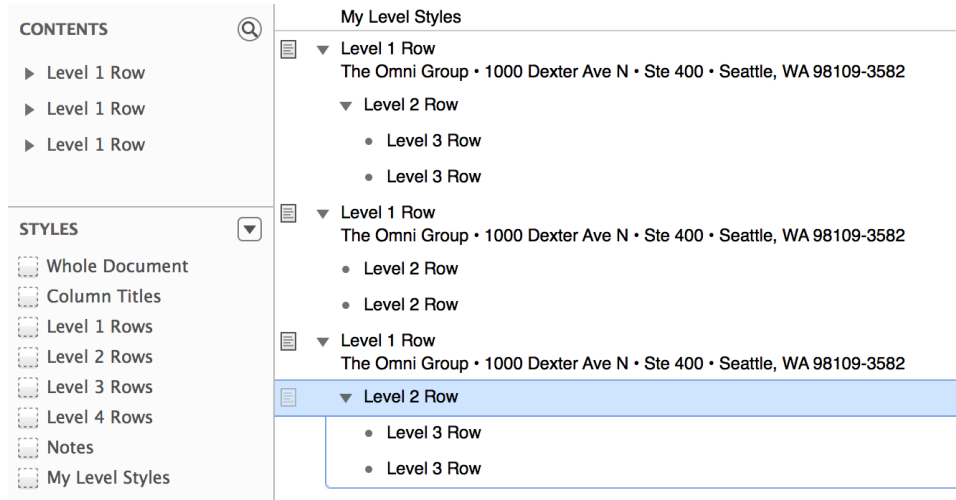 CONTENTS
Level 1 Row
Level 1 Row
Level 1 Row
STYLES
Whole Document
Column Titles
Level 1 Rows
Level 2 Rows
Level 3 Rows
Level 4 Rows
Notes
My Level Styles
My Level Styles
Level 1 Row
The Omni Group • 1000 Dexter Ave N • Ste 400 • Seattle, WA 98109-3582
Level 2 Row
• Level 3 Row
• Level 3 Row
Level 1 Row
The Omni Group • 1000 Dexter Ave N • Ste 400 • Seattle, WA 98109-3582
• Level 2 Row
• Level 2 Row
Level 1 Row
The Omni Group • 1000 Dexter Ave N • Ste 400 • Seattle, WA 98109-3582
Level 2 Row
• Level 3 Row
• Level 3 Row